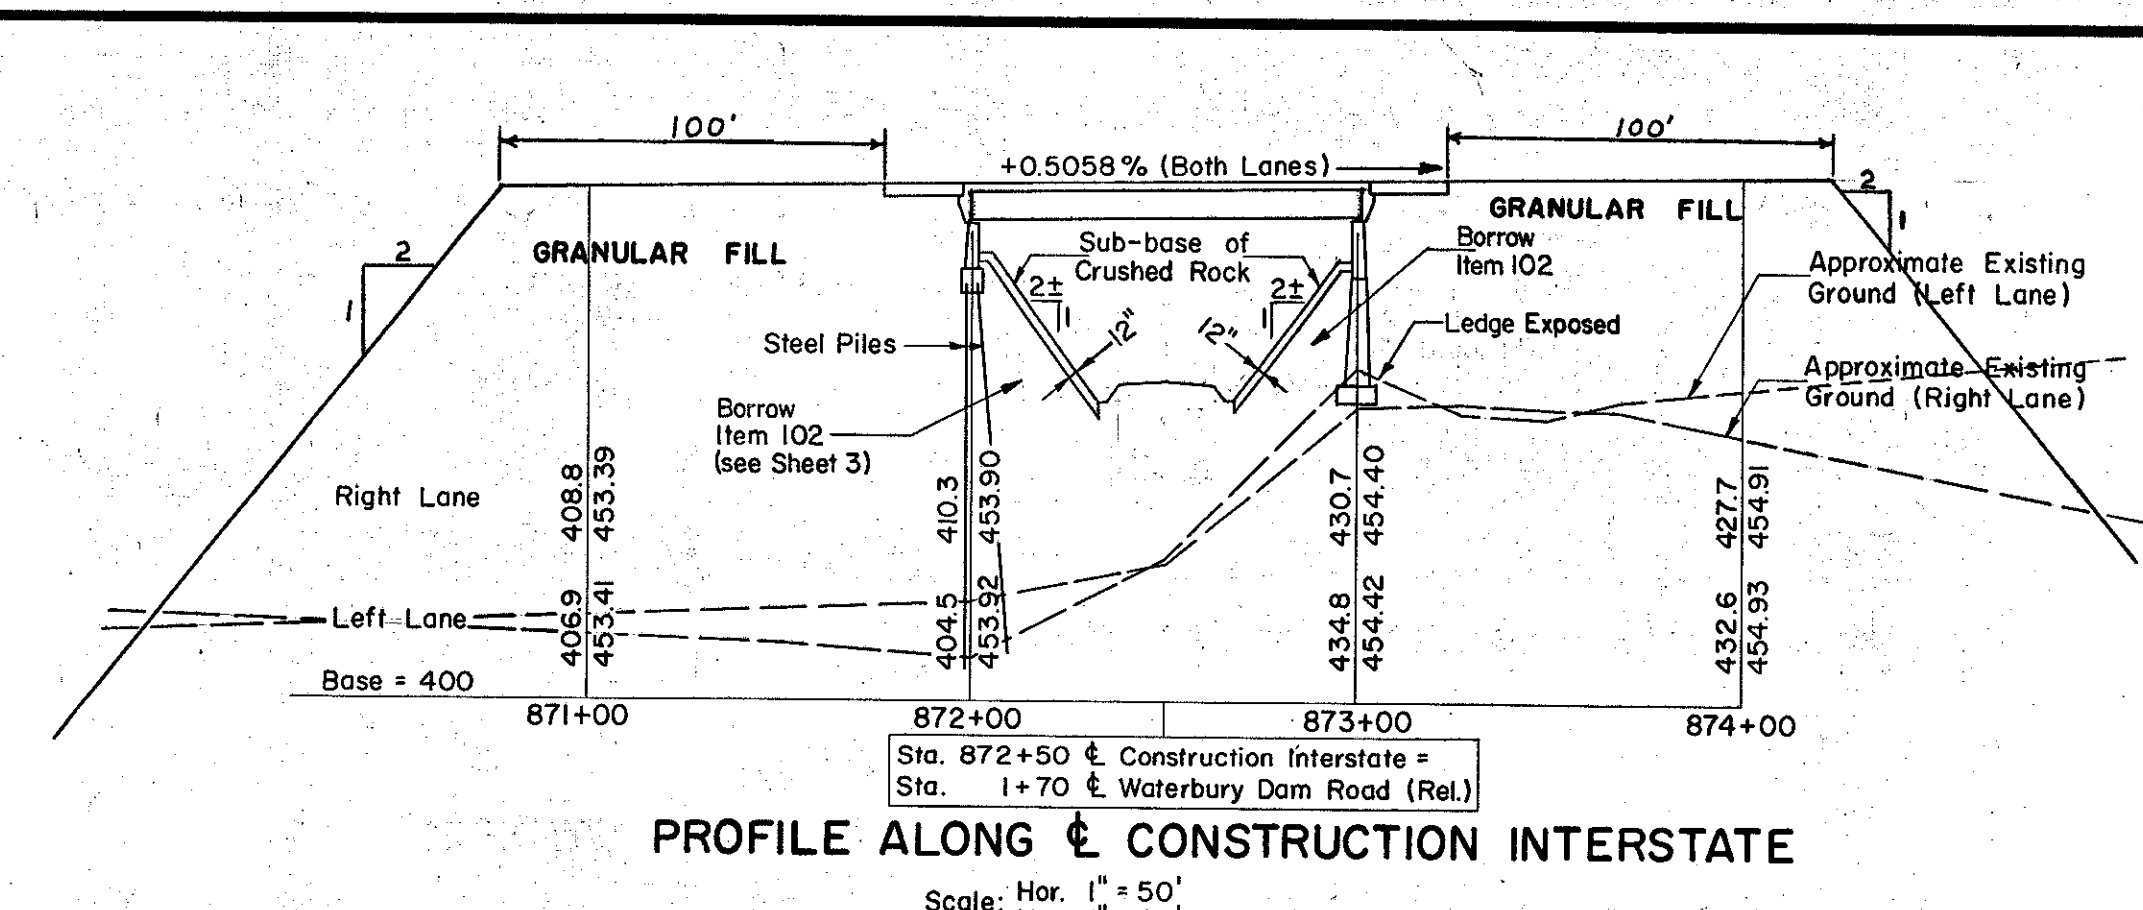 100'
100'
+0.5058% (Both Lanes)
2
1
GRANULAR FILL
GRANULAR FILL
2
1
Sub-base of
Crushed Rock
Borrow
Item 102
Approximate Existing
Ground (Left Lane)
2±
1
2±
1
12"
12"
Steel Piles
Ledge Exposed
Approximate Existing
Ground (Right Lane)
Borrow
Item 102
(see Sheet 3)
Right Lane
408.8
453.39
410.3
453.90
430.7
454.40
427.7
454.91
Left Lane
406.9
453.41
404.5
453.92
434.8
454.42
432.6
454.93
Base = 400
871+00
872+00
873+00
874+00
Sta. 872+50 ℄ Construction Interstate =
Sta. 1+70 ℄ Waterbury Dam Road (Rel.)
PROFILE ALONG ℄ CONSTRUCTION INTERSTATE
Scale: Hor. 1" = 50'